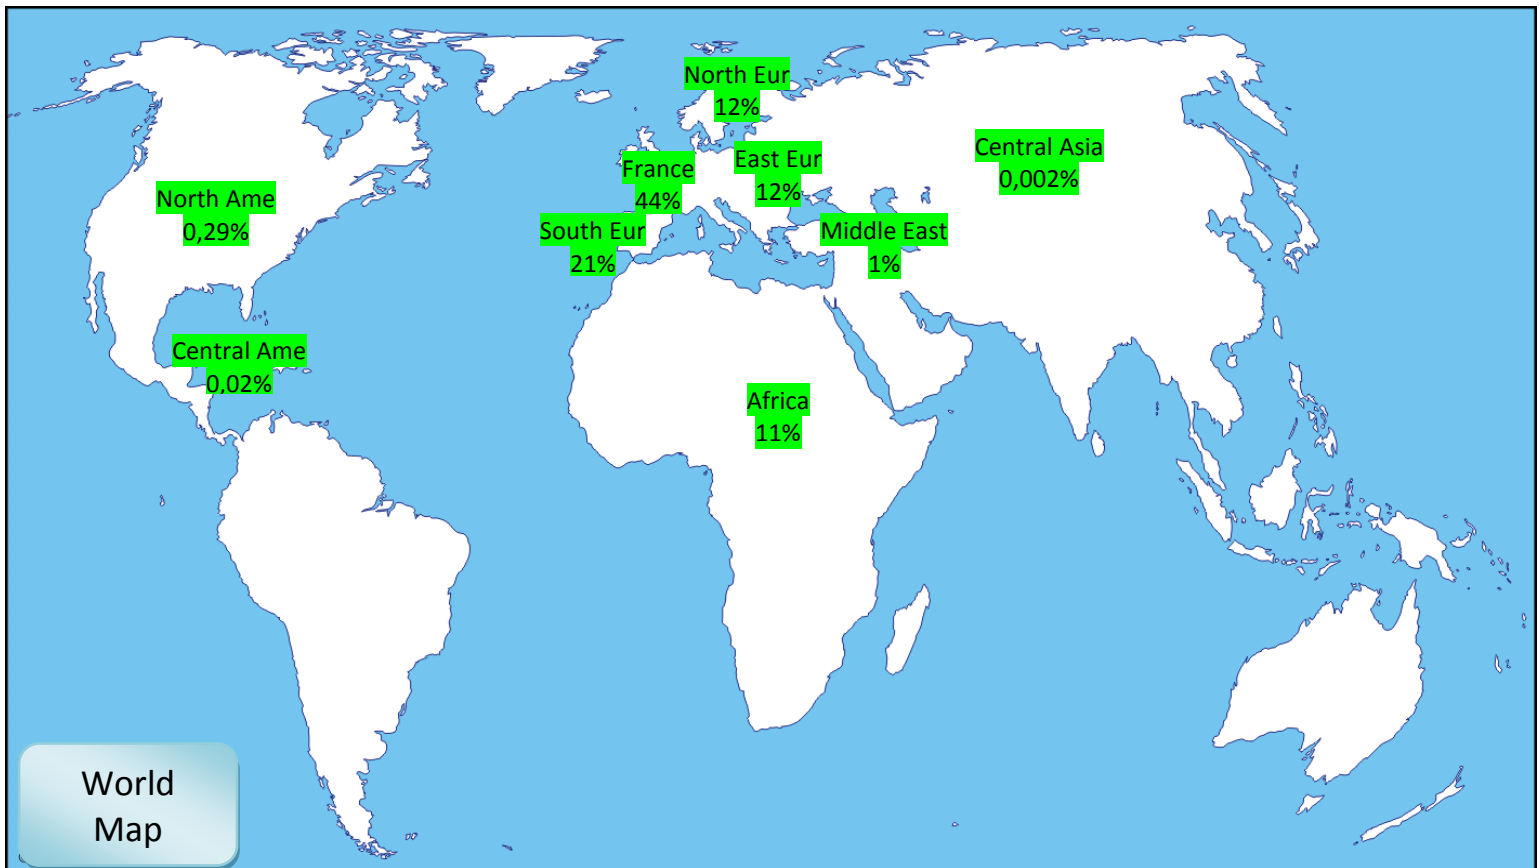 North Eur
12%
Central Asia
0,002%
East Eur
12%
France
44%
North Ame
0,29%
South Eur
21%
Middle East
1%
Central Ame
0,02%
Africa
11%
World
Map